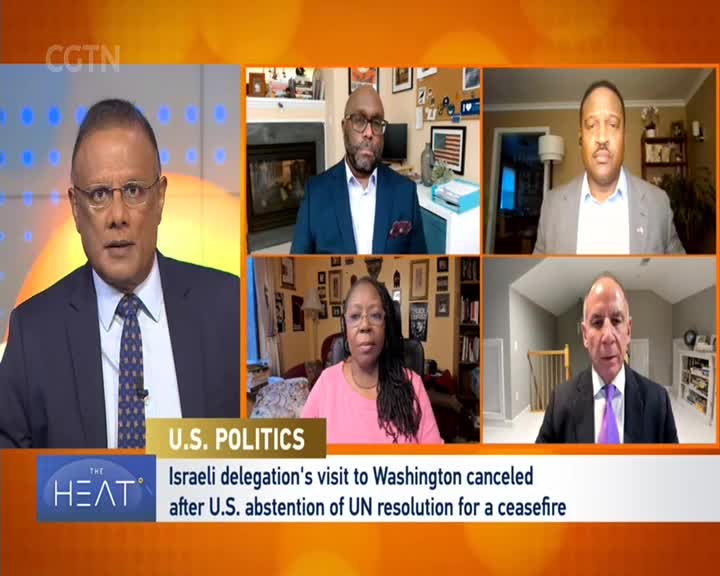 CGTN
U.S. POLITICS
THE
HEAT
Israeli delegation's visit to Washington canceled
after U.S. abstention of UN resolution for a ceasefire